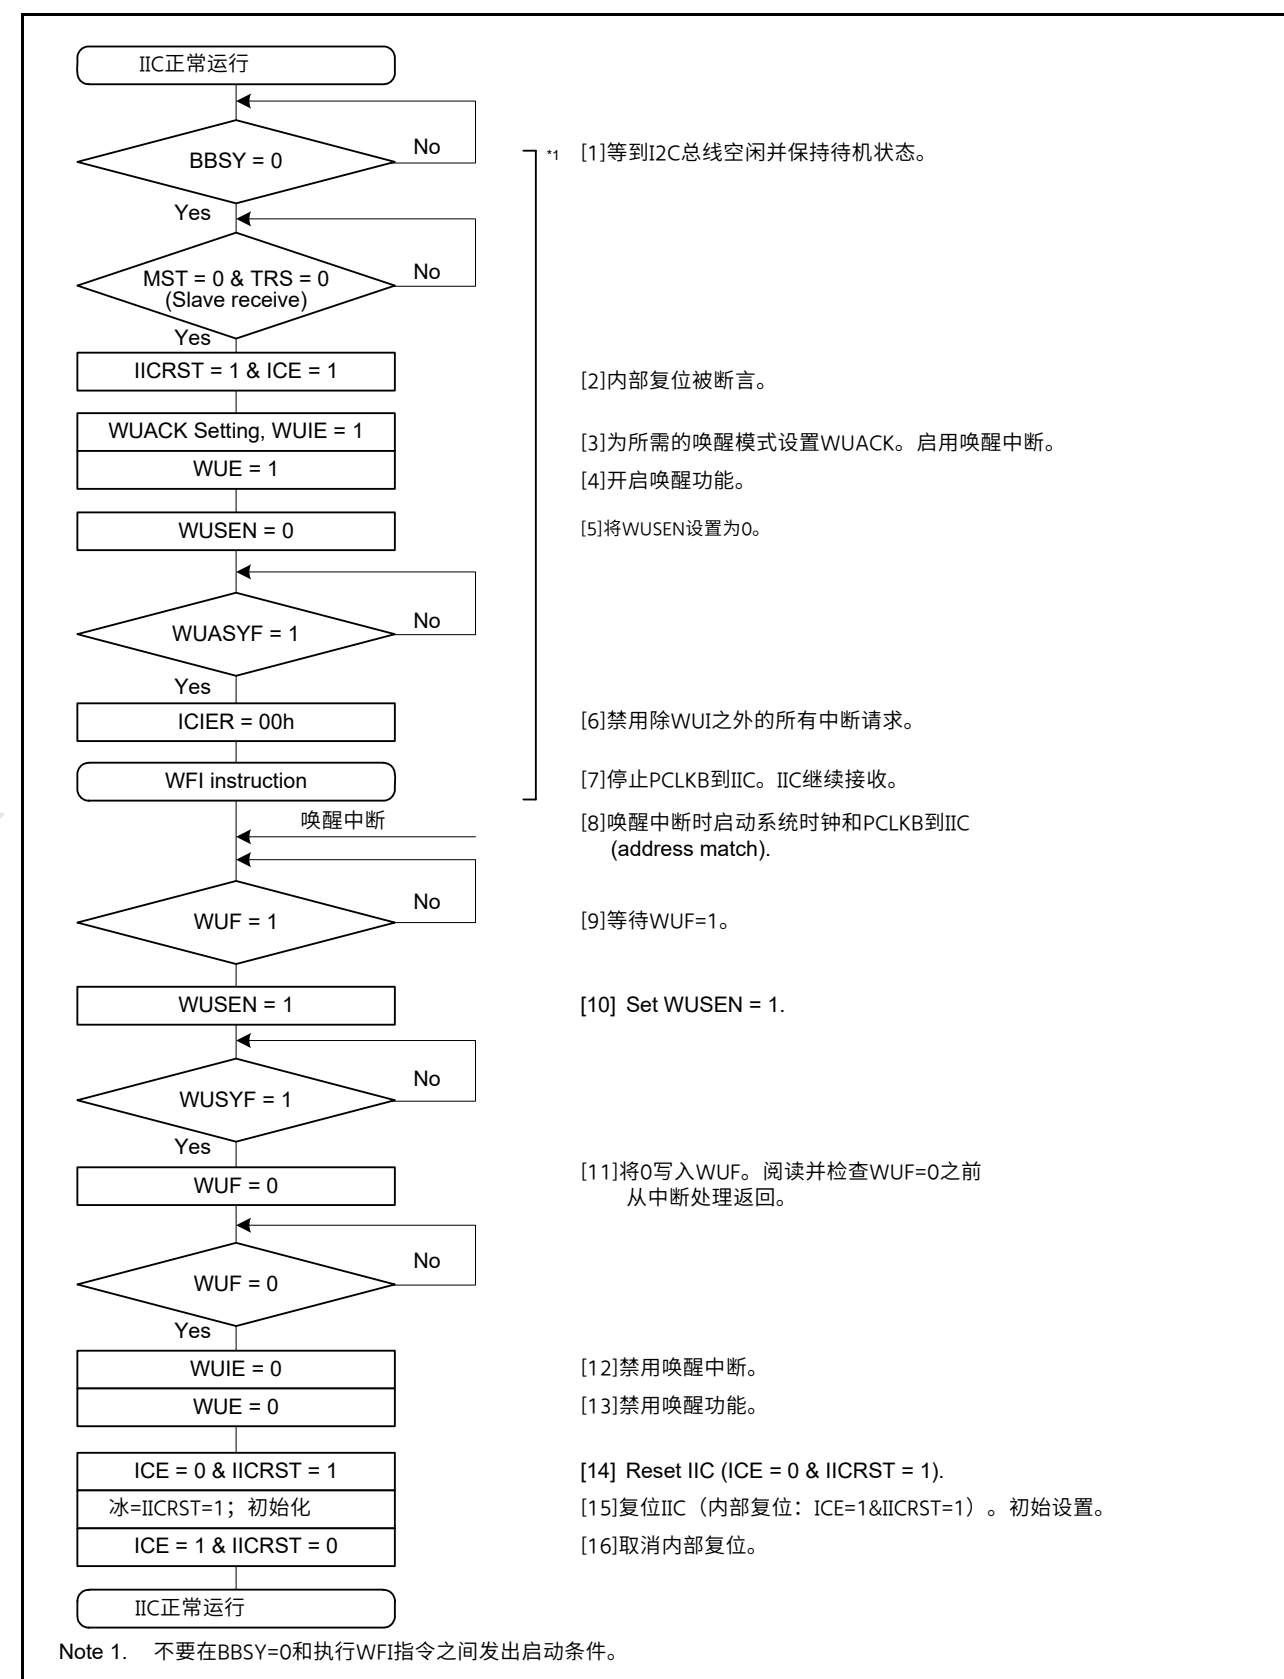 IIC正常运行
BBSY = 0
No
*1 [1]等到I2C总线空闲并保持待机状态。
Yes
MST = 0 & TRS = 0
(Slave receive)
No
Yes
IICRST = 1 & ICE = 1
[2]内部复位被断言。
WUACK Setting, WUIE = 1
[3]为所需的唤醒模式设置WUACK。启用唤醒中断。
WUE = 1
[4]开启唤醒功能。
WUSEN = 0
[5]将WUSEN设置为0。
WUASYF = 1
No
Yes
ICIER = 00h
[6]禁用除WUI之外的所有中断请求。
WFI instruction
[7]停止PCLKB到IIC。IIC继续接收。
唤醒中断
[8]唤醒中断时启动系统时钟和PCLKB到IIC
(address match).
WUF = 1
No
[9]等待WUF=1。
WUSEN = 1
[10] Set WUSEN = 1.
WUSYF = 1
No
Yes
WUF = 0
[11]将0写入WUF。阅读并检查WUF=0之前
从中断处理返回。
WUF = 0
No
Yes
WUIE = 0
[12]禁用唤醒中断。
WUE = 0
[13]禁用唤醒功能。
ICE = 0 & IICRST = 1
[14] Reset IIC (ICE = 0 & IICRST = 1).
冰=IICRST=1；初始化
[15]复位IIC（内部复位：ICE=1&IICRST=1）。初始设置。
ICE = 1 & IICRST = 0
[16]取消内部复位。
IIC正常运行
Note 1. 不要在BBSY=0和执行WFI指令之间发出启动条件。